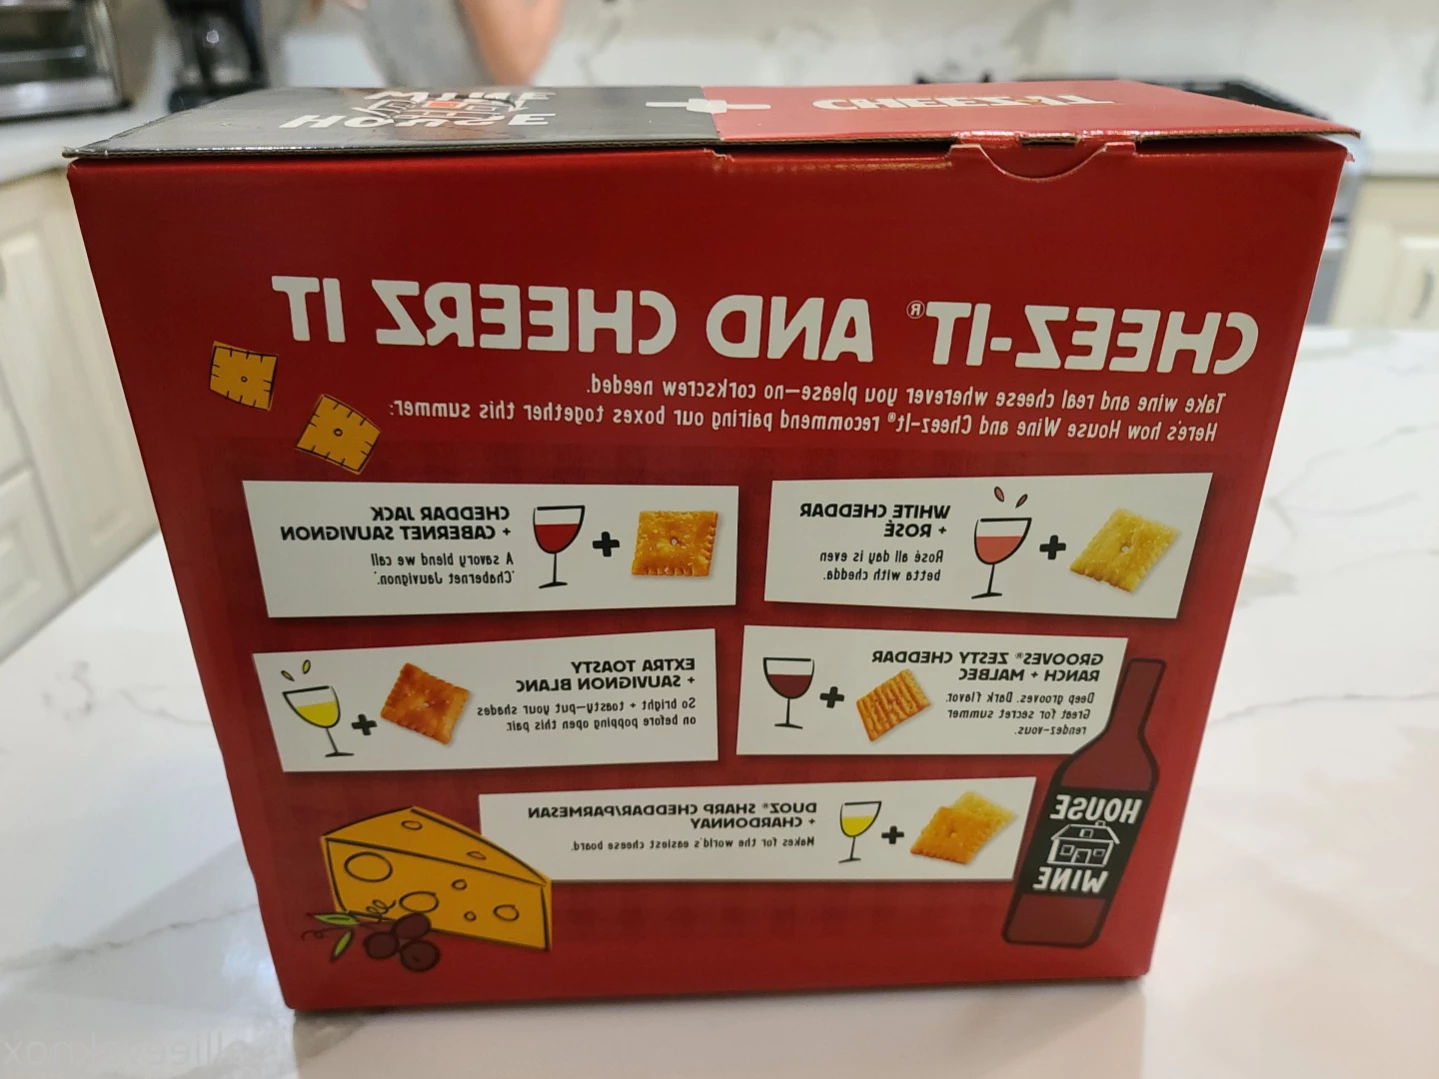 HOUSE
CHEEZ-IT
CHEEZ-IT® AND CHEERZ IT
Take wine and real cheese wherever you please—no corkscrew needed.
Here's how House Wine and Cheez-It® recommend pairing our boxes together this summer:
WHITE CHEDDAR
+ ROSÉ
Rosé all day is even
betta with chedda.
CHEDDAR JACK
+ CABERNET SAUVIGNON
A savory blend we call
'Chabernet Jauvignon'.
GROOVES® ZESTY CHEDDAR
RANCH + MALBEC
Deep grooves. Dark flavor.
Great for secret summer
rendez-vous.
EXTRA TOASTY
+ SAUVIGNON BLANC
So bright + toasty—put your shades
on before popping open this pair.
DUOZ® SHARP CHEDDAR/PARMESAN
+ CHARDONNAY
Makes for the world's easiest cheese board.
HOUSE
WINE